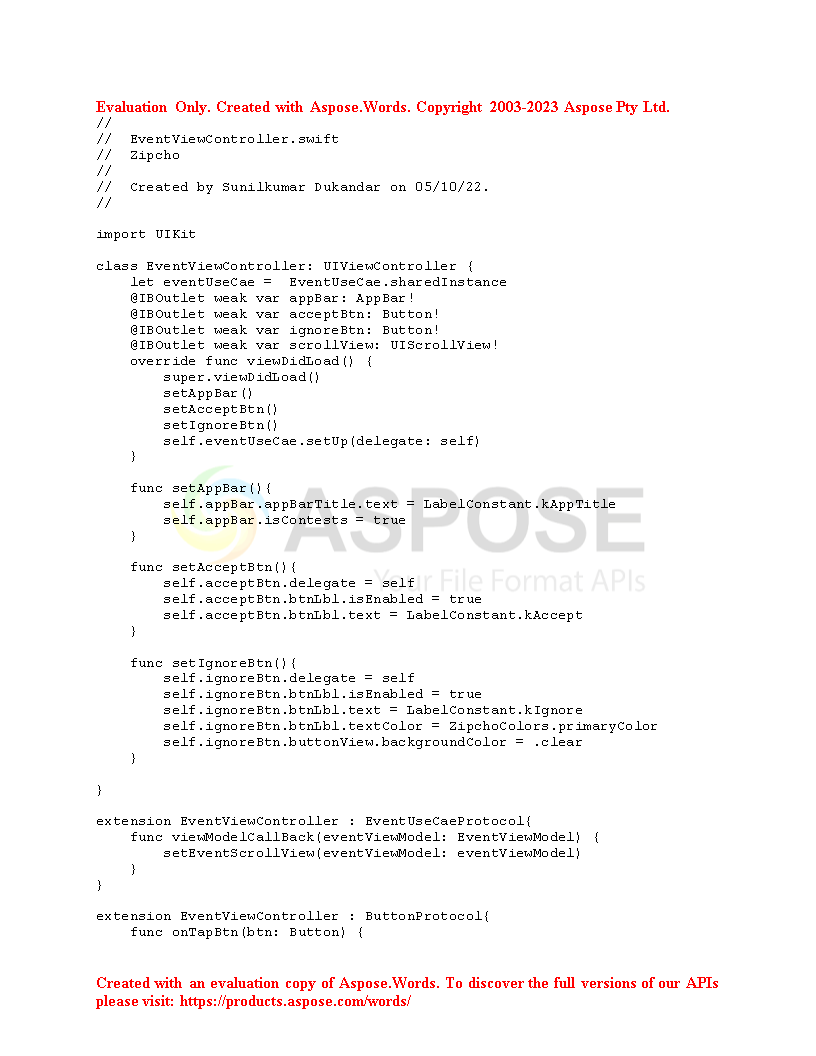 Evaluation Only. Created with Aspose.Words. Copyright 2003-2023 Aspose Pty Ltd.
//
//  EventViewController.swift
//  Zipcho
//
//  Created by Sunilkumar Dukandar on 05/10/22.
//
import UIKit
class EventViewController: UIViewController {
    let eventUseCae =  EventUseCae.sharedInstance
    @IBOutlet weak var appBar: AppBar!
    @IBOutlet weak var acceptBtn: Button!
    @IBOutlet weak var ignoreBtn: Button!
    @IBOutlet weak var scrollView: UIScrollView!
    override func viewDidLoad() {
        super.viewDidLoad()
        setAppBar()
        setAcceptBtn()
        setIgnoreBtn()
        self.eventUseCae.setUp(delegate: self)
    }
    func setAppBar(){
        self.appBar.appBarTitle.text = LabelConstant.kAppTitle
        self.appBar.isContests = true
    }
ASPOSE
    func setAcceptBtn(){
        self.acceptBtn.delegate = self
Your File Format APIs
        self.acceptBtn.btnLbl.isEnabled = true
        self.acceptBtn.btnLbl.text = LabelConstant.kAccept
    }
    func setIgnoreBtn(){
        self.ignoreBtn.delegate = self
        self.ignoreBtn.btnLbl.isEnabled = true
        self.ignoreBtn.btnLbl.text = LabelConstant.kIgnore
        self.ignoreBtn.btnLbl.textColor = ZipchoColors.primaryColor
        self.ignoreBtn.buttonView.backgroundColor = .clear
    }
}
extension EventViewController : EventUseCaeProtocol{
    func viewModelCallBack(eventViewModel: EventViewModel) {
        setEventScrollView(eventViewModel: eventViewModel)
    }
}
extension EventViewController : ButtonProtocol{
    func onTapBtn(btn: Button) {
Created with an evaluation copy of Aspose.Words. To discover the full versions of our APIs
please visit: https://products.aspose.com/words/